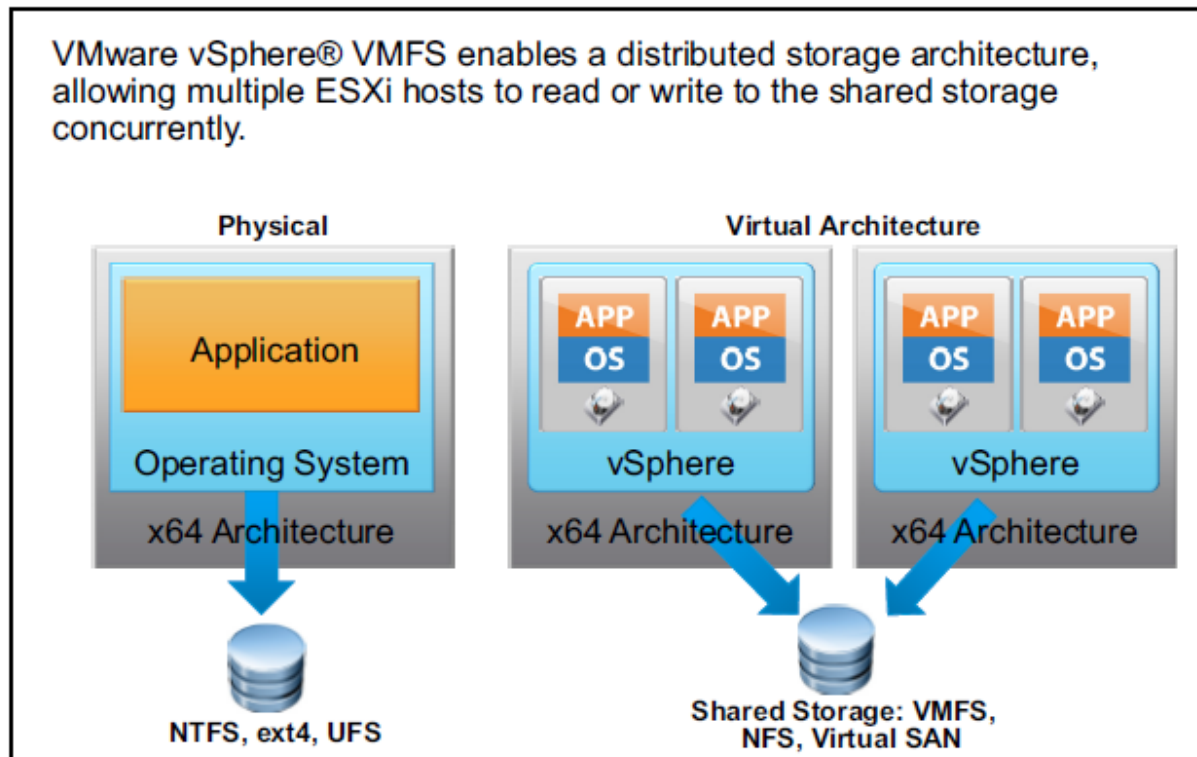 VMware vSphere® VMFS enables a distributed storage architecture,
allowing multiple ESXi hosts to read or write to the shared storage
concurrently.
Physical
Application
Operating System
x64 Architecture
NTFS, ext4, UFS
Virtual Architecture
APP
OS
APP
OS
vSphere
x64 Architecture
APP
OS
APP
OS
vSphere
x64 Architecture
Shared Storage: VMFS,
NFS, Virtual SAN